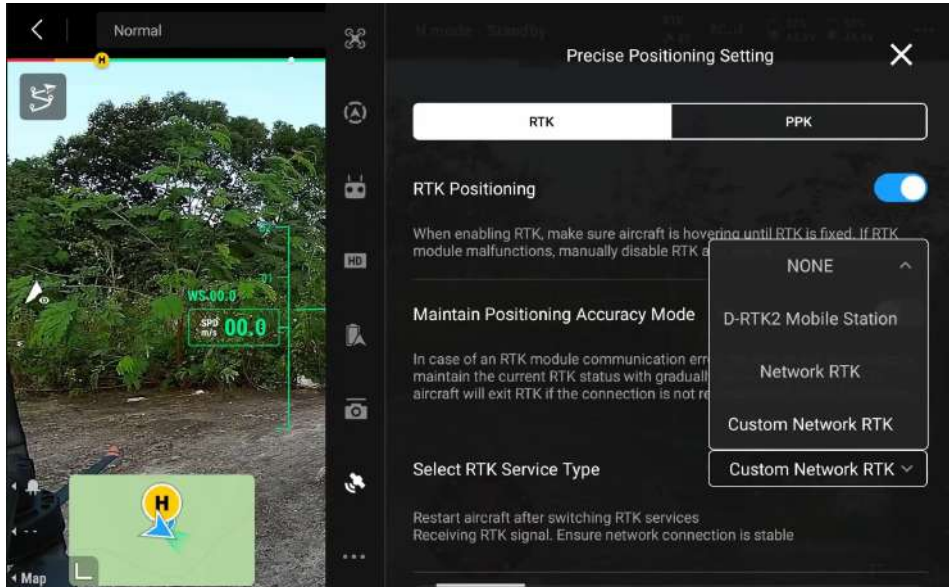 Normal
H
N mode Standby
Precise Positioning Setting
RTK
PPK
RTK Positioning
When enabling RTK, make sure aircraft is hovering until RTK is fixed. If RTK
module malfunctions, manually disable RTK a
NONE
D-RTK2 Mobile Station
Network RTK
Custom Network RTK
HD
02
01
WS 00.0
SPD
m/s 00.0
Maintain Positioning Accuracy Mode
In case of an RTK module communication err
maintain the current RTK status with graduall
aircraft will exit RTK if the connection is not re
Select RTK Service Type
Custom Network RTK
Restart aircraft after switching RTK services
Receiving RTK signal. Ensure network connection is stable
H
Map